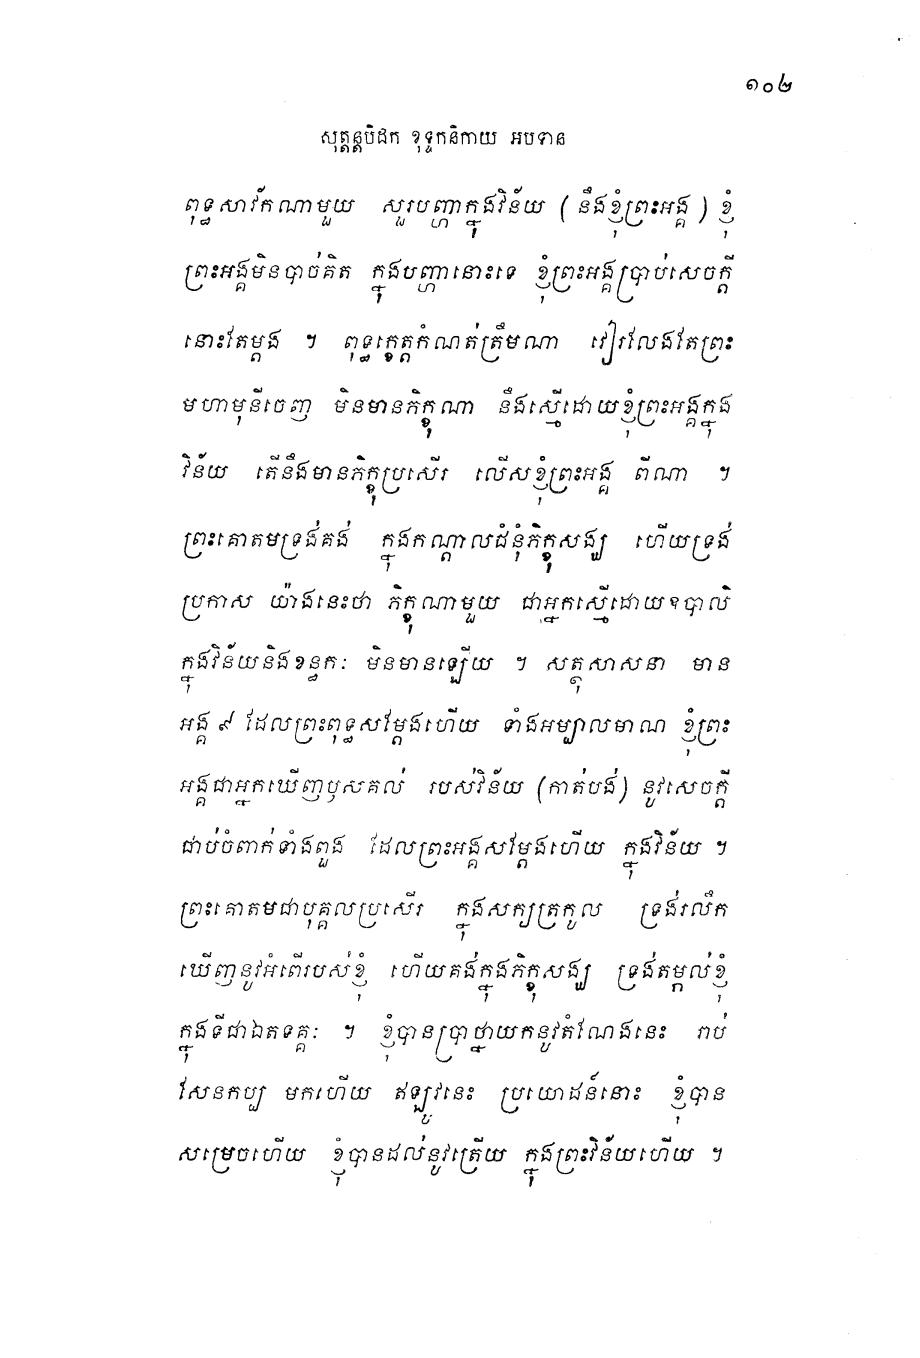 ១០២
សុត្តន្តបិដក ខុទ្ទកនិកាយ អបទាន
ពុទ្ធសាវ័កណាមួយ សួរបញ្ហាក្នុងវិន័យ (នឹងខ្ញុំព្រះអង្គ) ខ្ញុំ
ព្រះអង្គមិនបាច់គិត ក្នុងបញ្ហានោះទេ ខ្ញុំព្រះអង្គប្រាប់សេចក្តី
នោះតែម្តង ។ ពុទ្ធក្ខេត្តកំណត់ត្រឹមណា វៀរលែងតែព្រះ
មហាមុនីចេញ មិនមានភិក្ខុណា នឹងស្មើដោយខ្ញុំព្រះអង្គក្នុង
វិន័យ តើនឹងមានភិក្ខុប្រសើរ លើសខ្ញុំព្រះអង្គ ពីណា ។
ព្រះគោតមទ្រង់គង់ ក្នុងកណ្តាលជំនុំភិក្ខុសង្ឃ ហើយទ្រង់
ប្រកាស យ៉ាងនេះថា ភិក្ខុណាមួយ ជាអ្នកស្មើដោយឧបាលិ
ក្នុងវិន័យនិងខន្ធកៈ មិនមានឡើយ ។ សត្ថុសាសនា មាន
អង្គ ៩ ដែលព្រះពុទ្ធសម្តែងហើយ ទាំងអម្បាលមាណ ខ្ញុំព្រះ
អង្គជាអ្នកឃើញឫសគល់ របស់វិន័យ (កាត់បង់) នូវសេចក្តី
ជាប់ចំពាក់ទាំងពួង ដែលព្រះអង្គសម្តែងហើយ ក្នុងវិន័យ ។
ព្រះគោតមជាបុគ្គលប្រសើរ ក្នុងសក្យត្រកូល ទ្រង់រលឹក
ឃើញនូវអំពើរបស់ខ្ញុំ ហើយគង់ក្នុងភិក្ខុសង្ឃ ទ្រង់តម្កល់ខ្ញុំ
ក្នុងទីជាឯតទគ្គៈ ។ ខ្ញុំបានប្រាថ្នាយកនូវតំណែងនេះ រាប់
សែនកប្ប មកហើយ ឥឡូវនេះ ប្រយោជន៍នោះ ខ្ញុំបាន
សម្រេចហើយ ខ្ញុំបានដល់នូវត្រើយ ក្នុងព្រះវិន័យហើយ ។